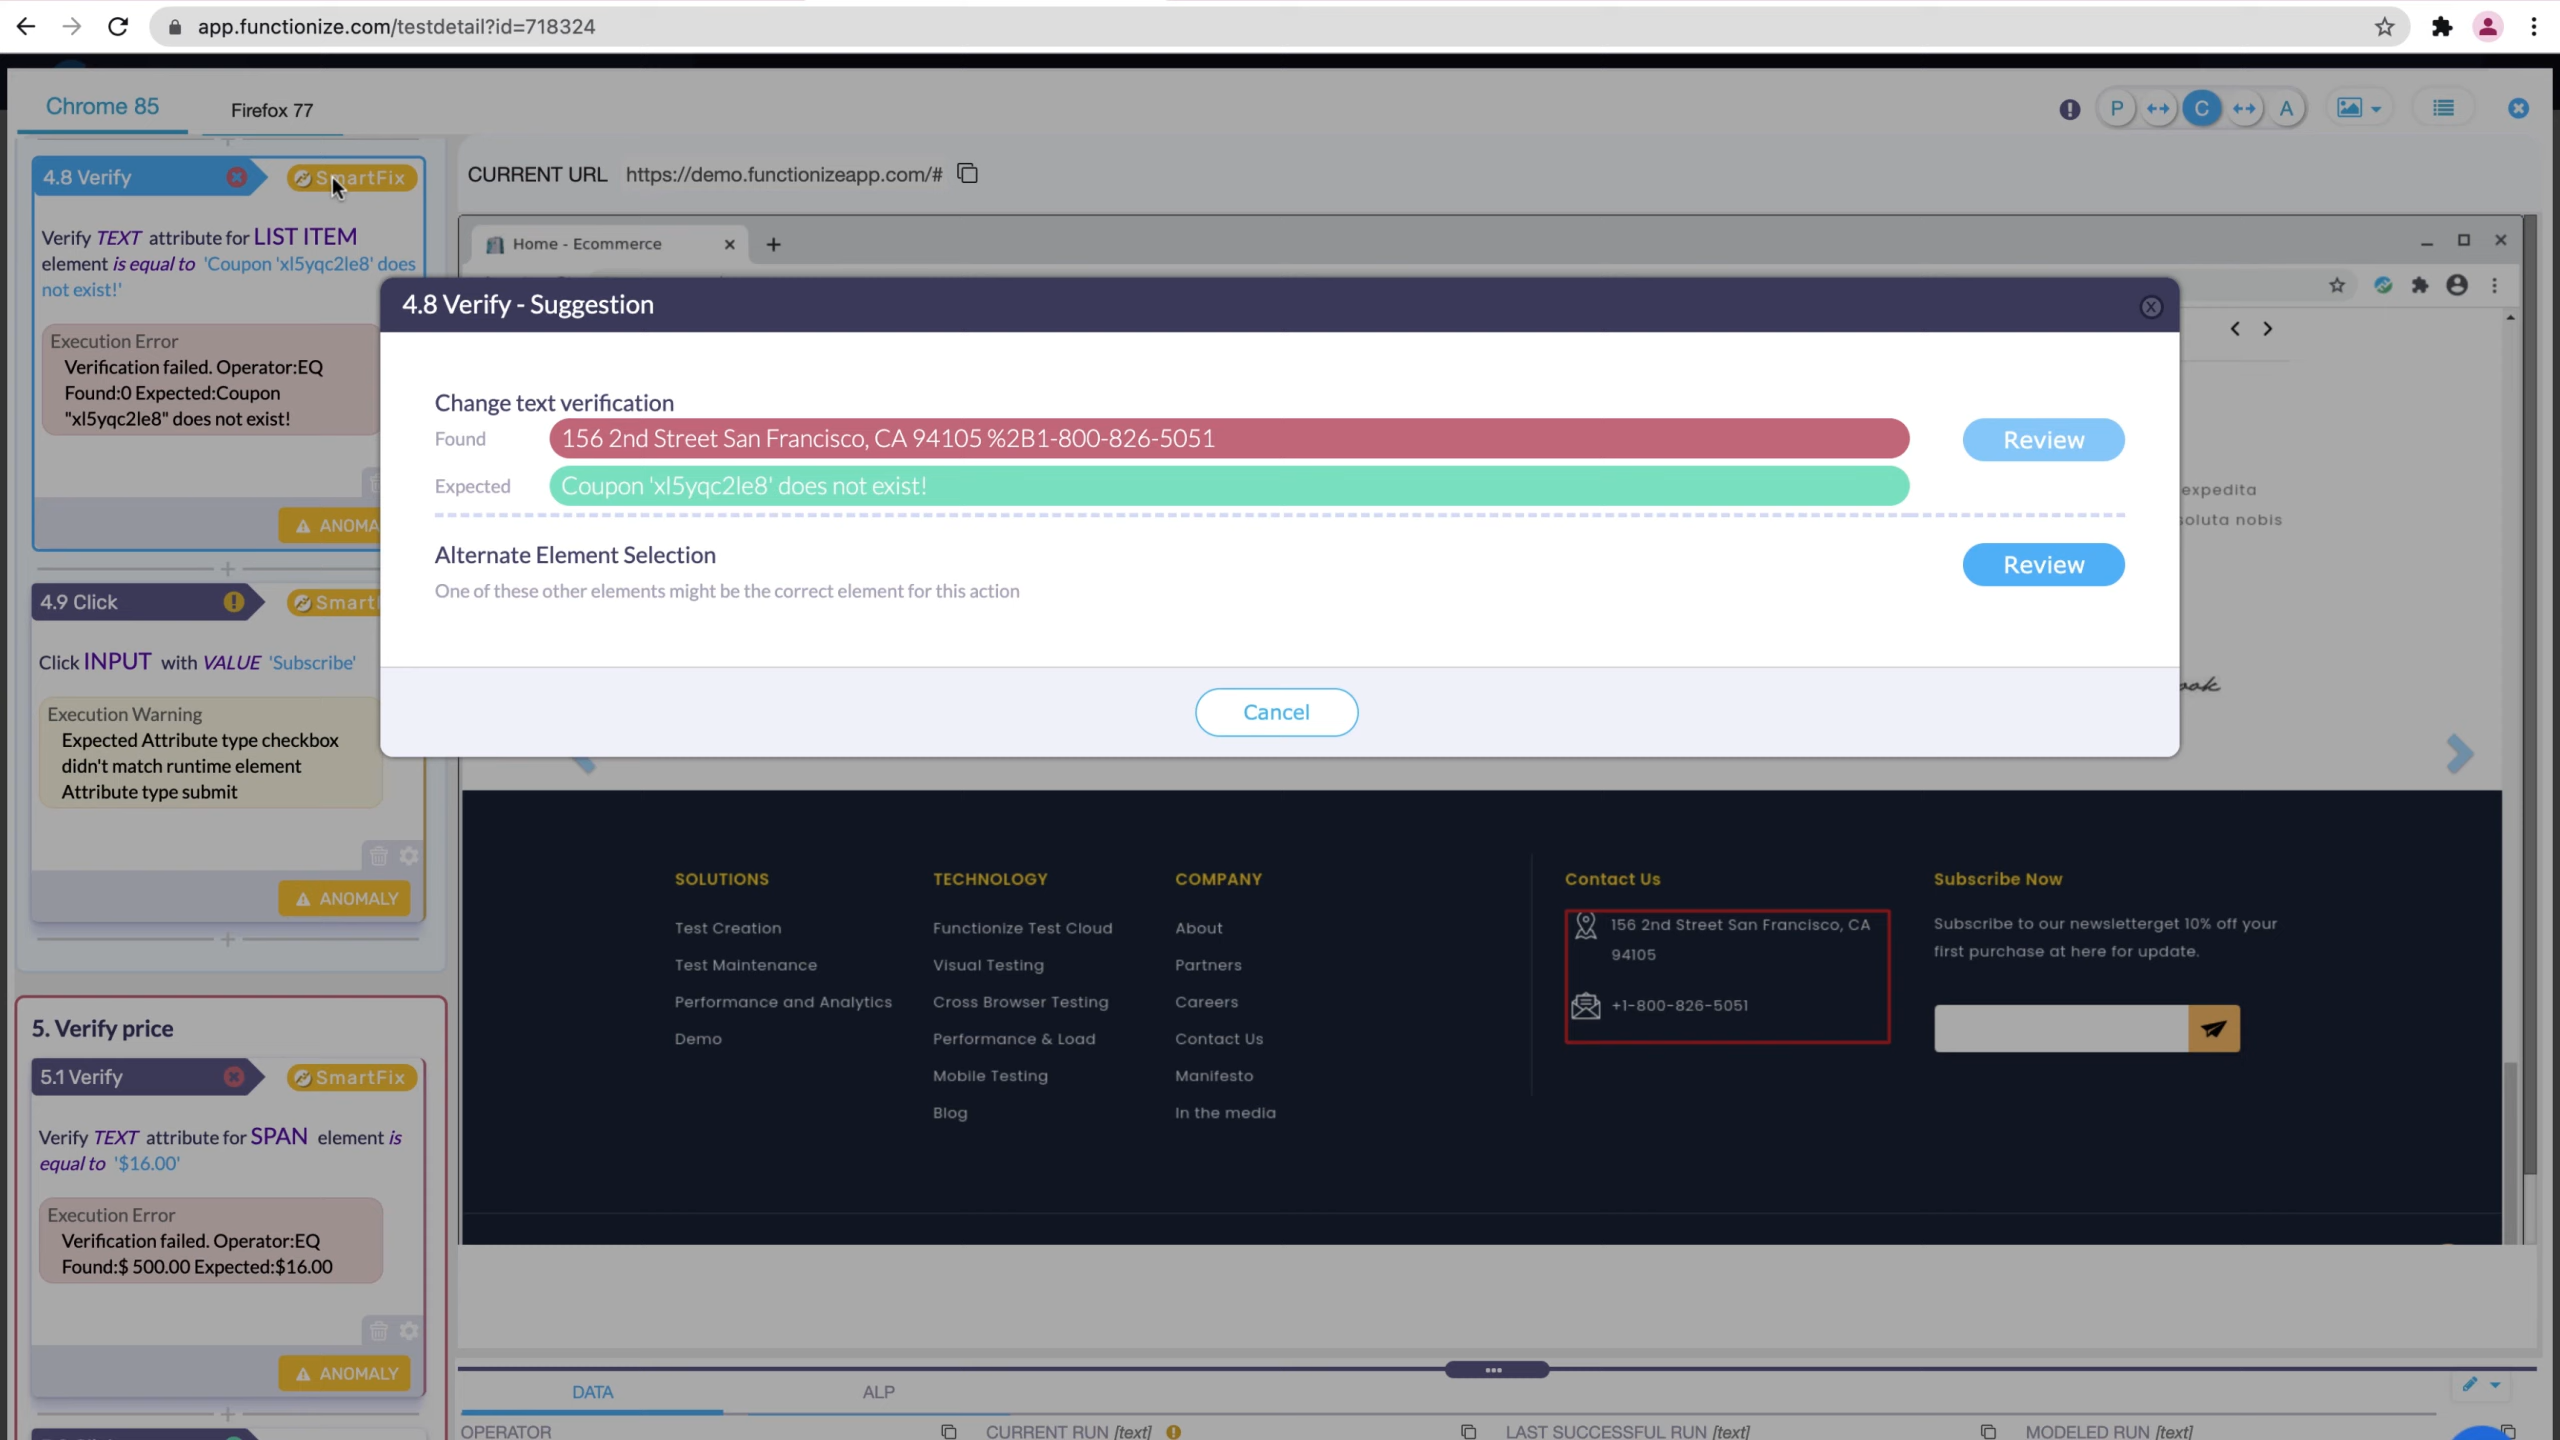 app.functionize.com/testdetail?id=718324
Chrome 85
Firefox 77
P
C
A
4.8 Verify
SmartFix
Verify TEXT attribute for LIST ITEM
element is equal to 'Coupon 'xl5yqc2le8' does
not exist!'
Execution Error
Verification failed. Operator:EQ
Found:0 Expected:Coupon
"xl5yqc2le8" does not exist!
ANOMA
4.9 Click
Smart
Click INPUT with VALUE 'Subscribe'
Execution Warning
Expected Attribute type checkbox
didn't match runtime element
Attribute type submit
ANOMALY
5. Verify price
5.1 Verify
SmartFix
Verify TEXT attribute for SPAN element is
equal to '$16.00'
Execution Error
Verification failed. Operator:EQ
Found:$ 500.00 Expected:$16.00
ANOMALY
CURRENT URL https://demo.functionizeapp.com/#
Home - Ecommerce
4.8 Verify - Suggestion
Change text verification
Found
156 2nd Street San Francisco, CA 94105 %2B1-800-826-5051
Review
Expected
Coupon 'xl5yqc2le8' does not exist!
Alternate Element Selection
One of these other elements might be the correct element for this action
Review
Cancel
expedita
soluta nobis
SOLUTIONS
Test Creation
Test Maintenance
Performance and Analytics
Demo
TECHNOLOGY
Functionize Test Cloud
Visual Testing
Cross Browser Testing
Performance & Load
Mobile Testing
Blog
COMPANY
About
Partners
Careers
Contact Us
Manifesto
In the media
Contact Us
156 2nd Street San Francisco, CA
94105
+1-800-826-5051
Subscribe Now
Subscribe to our newsletterget 10% off your
first purchase at here for update.
DATA
ALP
OPERATOR
CURRENT RUN [text]
LAST SUCCESSFUL RUN [text]
MODELED RUN [text]